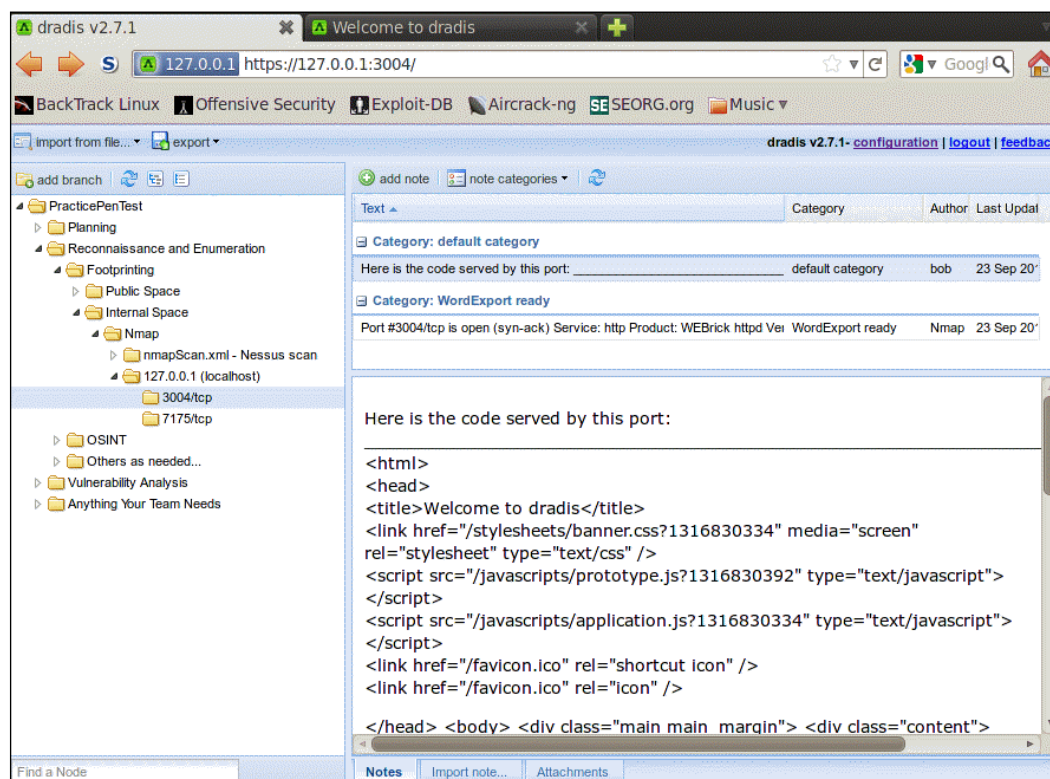 dradis v2.7.1
Welcome to dradis
127.0.0.1 https://127.0.0.1:3004/
Googl
BackTrack Linux Offensive Security Exploit-DB Aircrack-ng SE SEORG.org Music
import from file... export
dradis v2.7.1- configuration | logout | feedbac
add branch
add note note categories
PracticePenTest
Planning
Reconnaissance and Enumeration
Footprinting
Public Space
Internal Space
Nmap
nmapScan.xml - Nessus scan
127.0.0.1 (localhost)
3004/tcp
7175/tcp
OSINT
Others as needed...
Vulnerability Analysis
Anything Your Team Needs
Text Category Author Last Updat
Category: default category
Here is the code served by this port: ______________________________ default category bob 23 Sep 20
Category: WordExport ready
Port #3004/tcp is open (syn-ack) Service: http Product: WEBrick httpd Ver WordExport ready Nmap 23 Sep 20
Here is the code served by this port:
<html>
<head>
<title>Welcome to dradis</title>
<link href="/stylesheets/banner.css?1316830334" media="screen"
rel="stylesheet" type="text/css" />
<script src="/javascripts/prototype.js?1316830392" type="text/javascript">
</script>
<script src="/javascripts/application.js?1316830334" type="text/javascript">
</script>
<link href="/favicon.ico" rel="shortcut icon" />
<link href="/favicon.ico" rel="icon" />
</head> <body> <div class="main main_margin"> <div class="content">
Find a Node
Notes Import note... Attachments